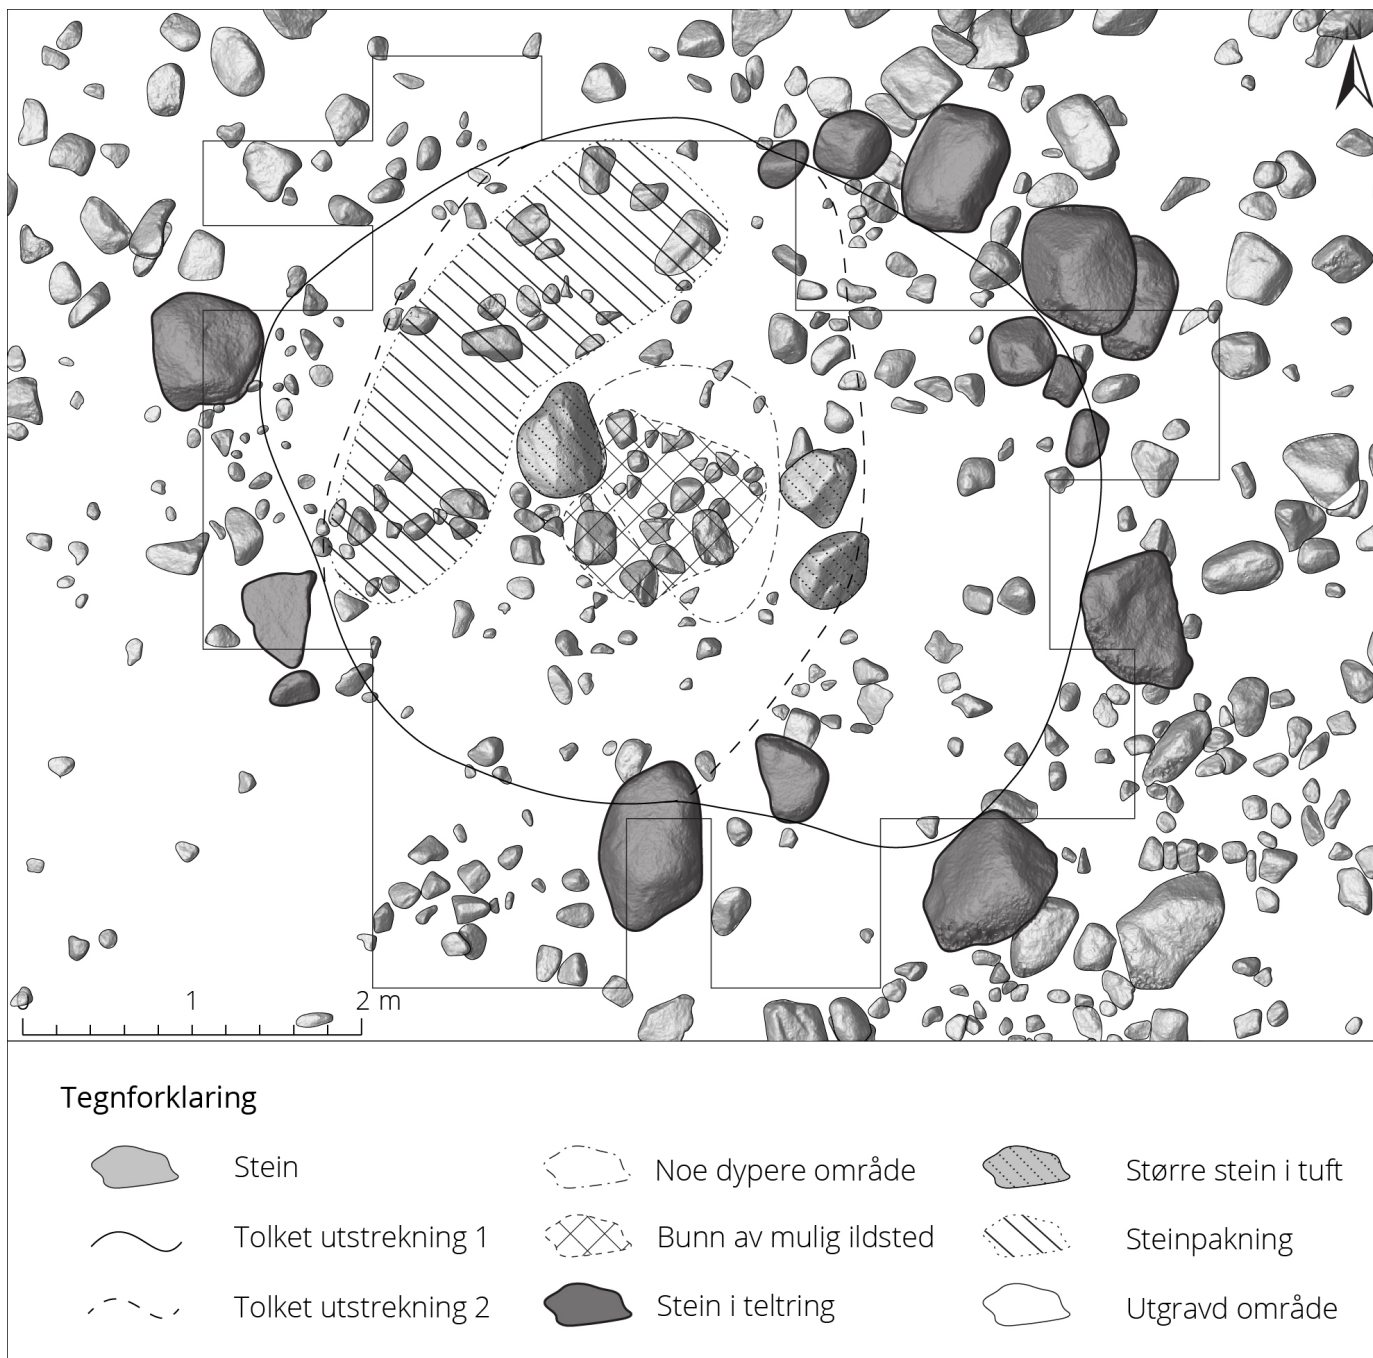 N
0 1 2 m
Tegnforklaring
Stein
Noe dypere område
Større stein i tuft
Tolket utstrekning 1
Bunn av mulig ildsted
Steinpakning
Tolket utstrekning 2
Stein i teltring
Utgravd område